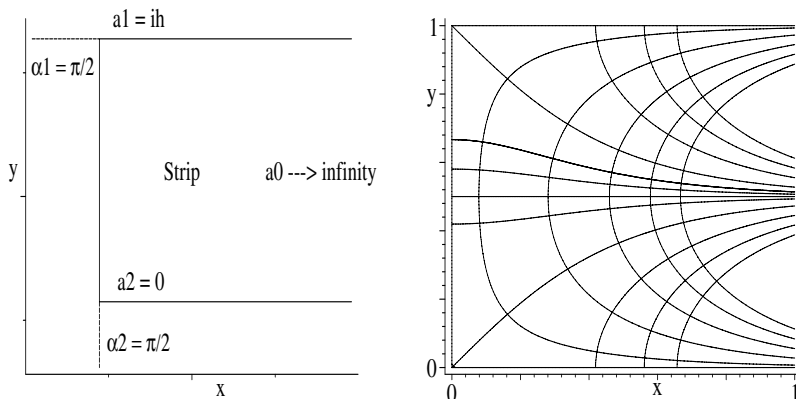 a1 = ih
α1 = π/2
y
Strip
a0 ---> infinity
a2 = 0
α2 = π/2
x
1
y
0
0
x
1